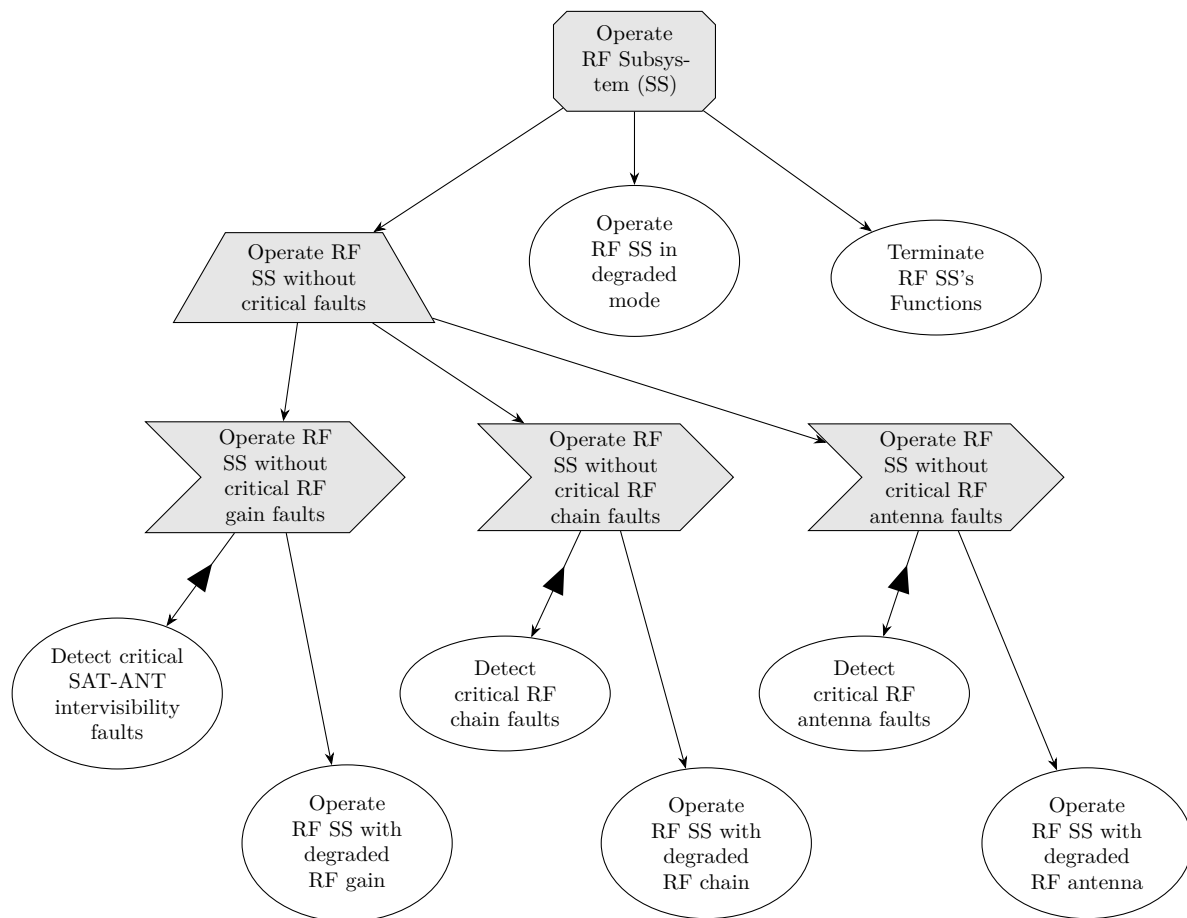 Operate
RF Subsys-
tem (SS)
Operate
RF SS in
degraded
mode
Terminate
RF SS's
Functions
Operate RF
SS without
critical faults
Operate RF
SS without
critical RF
gain faults
Operate RF
SS without
critical RF
chain faults
Operate RF
SS without
critical RF
antenna faults
Detect critical
SAT-ANT
intervisibility
faults
Detect
critical RF
chain faults
Detect
critical RF
antenna faults
Operate
RF SS with
degraded
RF gain
Operate
RF SS with
degraded
RF chain
Operate
RF SS with
degraded
RF antenna